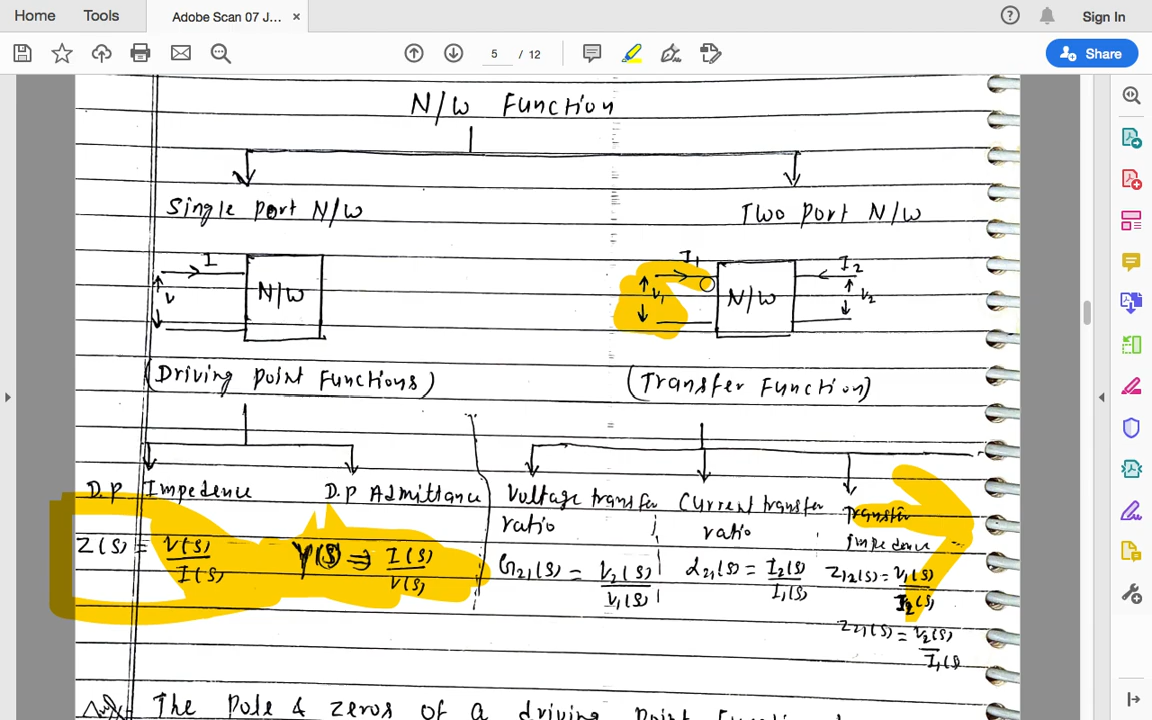 Home
Tools
Adobe Scan 07 J... ×
Sign In
5 / 12
Share
N/W Function
Single port N/W
Two port N/W
I
V
N/W
I1
V1
N/W
I2
V2
(Driving point Functions)
(Transfer Function)
D.P Impedence
D.P Admittance
Z(s) = V(s)/I(s)
Y(s) ⇒ I(s)/V(s)
Voltage transfer
ratio
G21(s) = V2(s)/V1(s)
Current transfer
ratio
α21(s) = I2(s)/I1(s)
Transfer
impedence
Z12(s) = V1(s)/I2(s)
Z21(s) = V2(s)/I1(s)
The Pole & zeros of a driving point Function